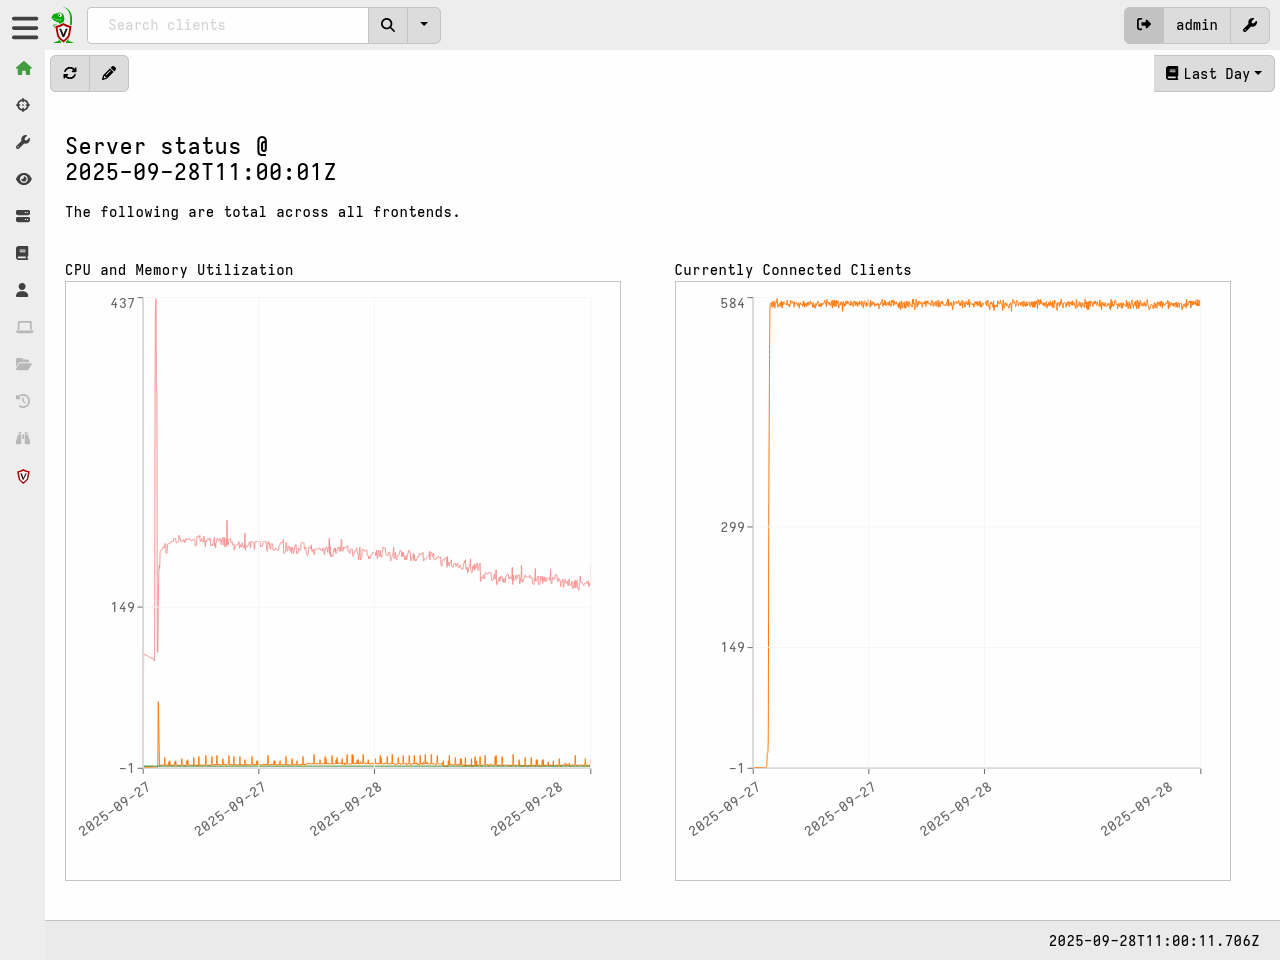 Search clients
admin
Last Day
Server status @
2025-09-28T11:00:01Z
The following are total across all frontends.
CPU and Memory Utilization
437
149
-1
2025-09-27
2025-09-27
2025-09-28
2025-09-28
Currently Connected Clients
584
299
149
-1
2025-09-27
2025-09-27
2025-09-28
2025-09-28
2025-09-28T11:00:11.706Z